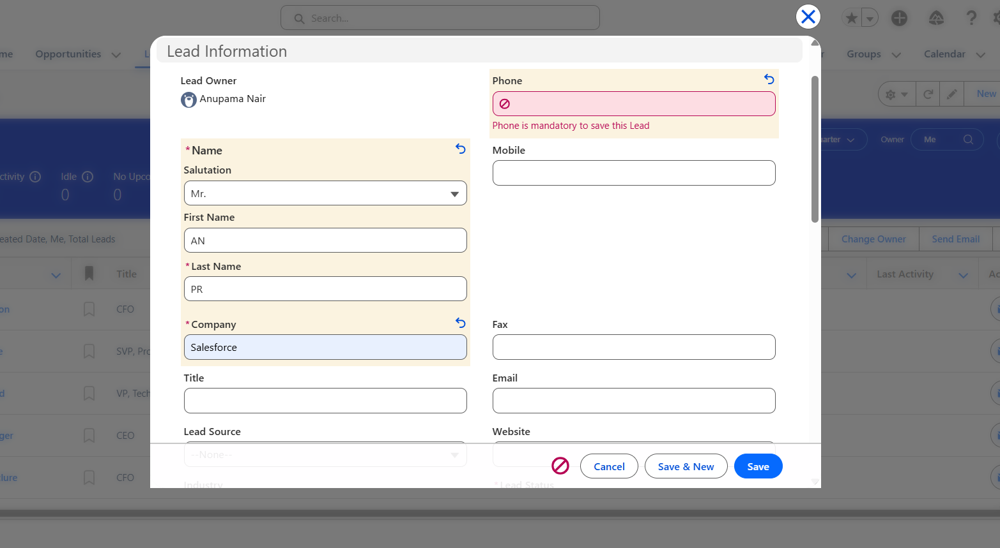 Search...
me
Opportunities
L
r
Groups
Calendar
Lead Information
Lead Owner
Anupama Nair
Phone
Phone is mandatory to save this Lead
New
* Name
Salutation
Mr.
First Name
AN
* Last Name
PR
Mobile
* Company
Salesforce
Fax
Title
Email
Lead Source
--None--
Website
Industry
* Lead Status
Cancel
Save & New
Save
ctivity
Idle
0
No Upco
0
arter
Owner
Me
eated Date, Me, Total Leads
Change Owner
Send Email
Title
Last Activity
Ac
on
CFO
e
SVP, Pro
d
VP, Tech
ger
CEO
lure
CFO